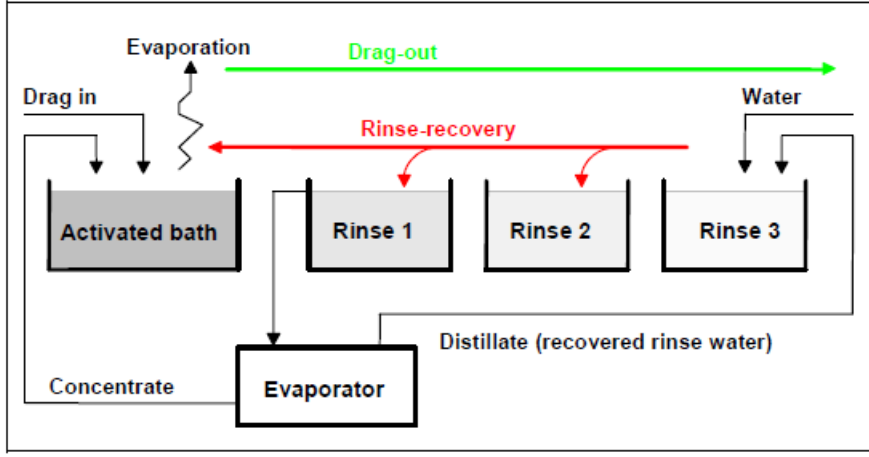 Evaporation
Drag-out
Drag in
Water
Rinse-recovery
Activated bath
Rinse 1
Rinse 2
Rinse 3
Distillate (recovered rinse water)
Concentrate
Evaporator